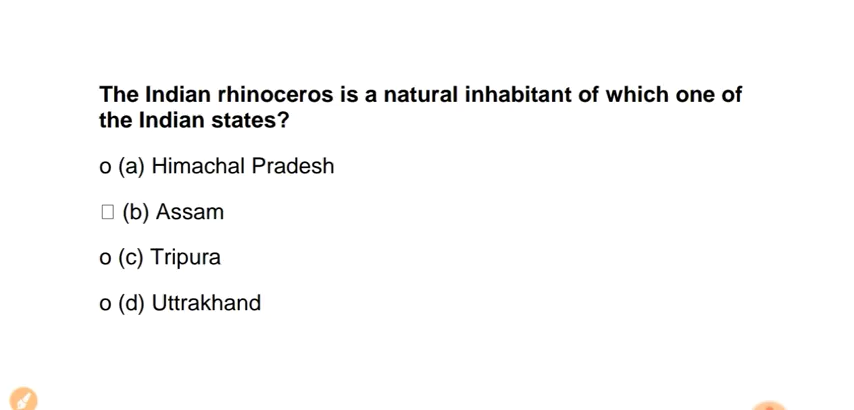 The Indian rhinoceros is a natural inhabitant of which one of
the Indian states?
o (a) Himachal Pradesh
□ (b) Assam
o (c) Tripura
o (d) Uttrakhand